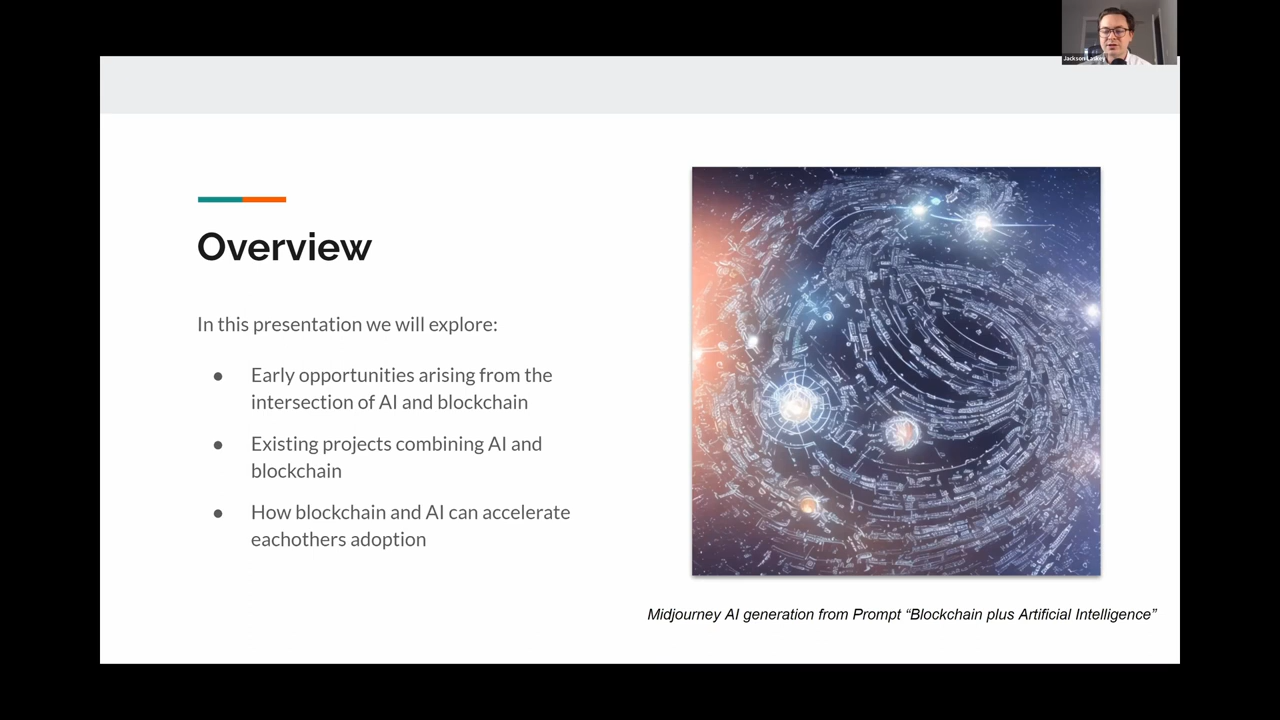 Jackson
Overview
In this presentation we will explore:
● Early opportunities arising from the
intersection of AI and blockchain
● Existing projects combining AI and
blockchain
● How blockchain and AI can accelerate
eachothers adoption
Midjourney AI generation from Prompt “Blockchain plus Artificial Intelligence”